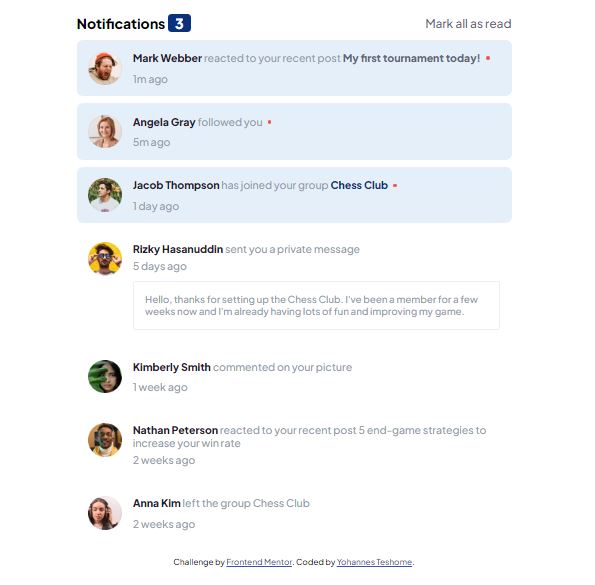 Notifications 3 Mark all as read
Mark Webber reacted to your recent post My first tournament today!
1m ago
Angela Gray followed you
5m ago
Jacob Thompson has joined your group Chess Club
1 day ago
Rizky Hasanuddin sent you a private message
5 days ago
Hello, thanks for setting up the Chess Club. I've been a member for a few
weeks now and I'm already having lots of fun and improving my game.
Kimberly Smith commented on your picture
1 week ago
Nathan Peterson reacted to your recent post 5 end-game strategies to
increase your win rate
2 weeks ago
Anna Kim left the group Chess Club
2 weeks ago
Challenge by Frontend Mentor. Coded by Yohannes Teshome.